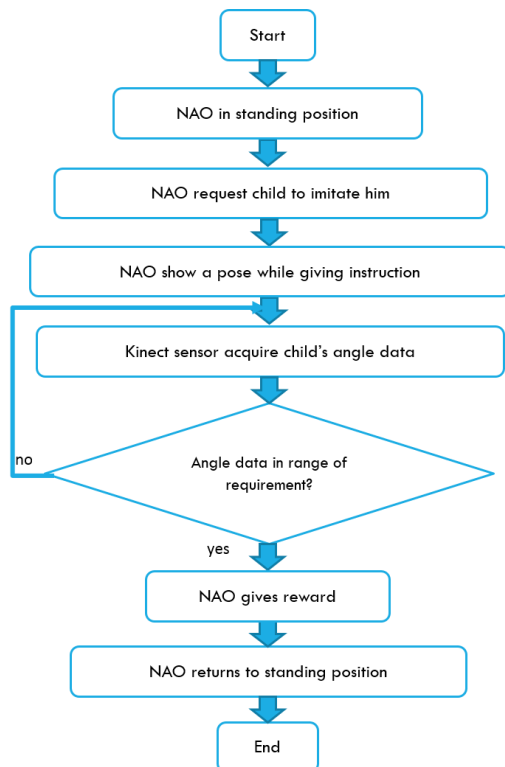 Start
NAO in standing position
NAO request child to imitate him
NAO show a pose while giving instruction
Kinect sensor acquire child's angle data
no
Angle data in range of
requirement?
yes
NAO gives reward
NAO returns to standing position
End